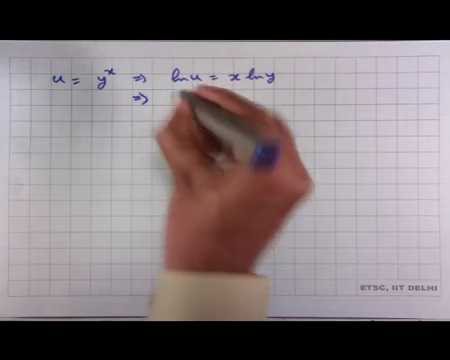 u = y^x ⇒ ln u = x ln y
⇒
ETSC, IIT DELHI